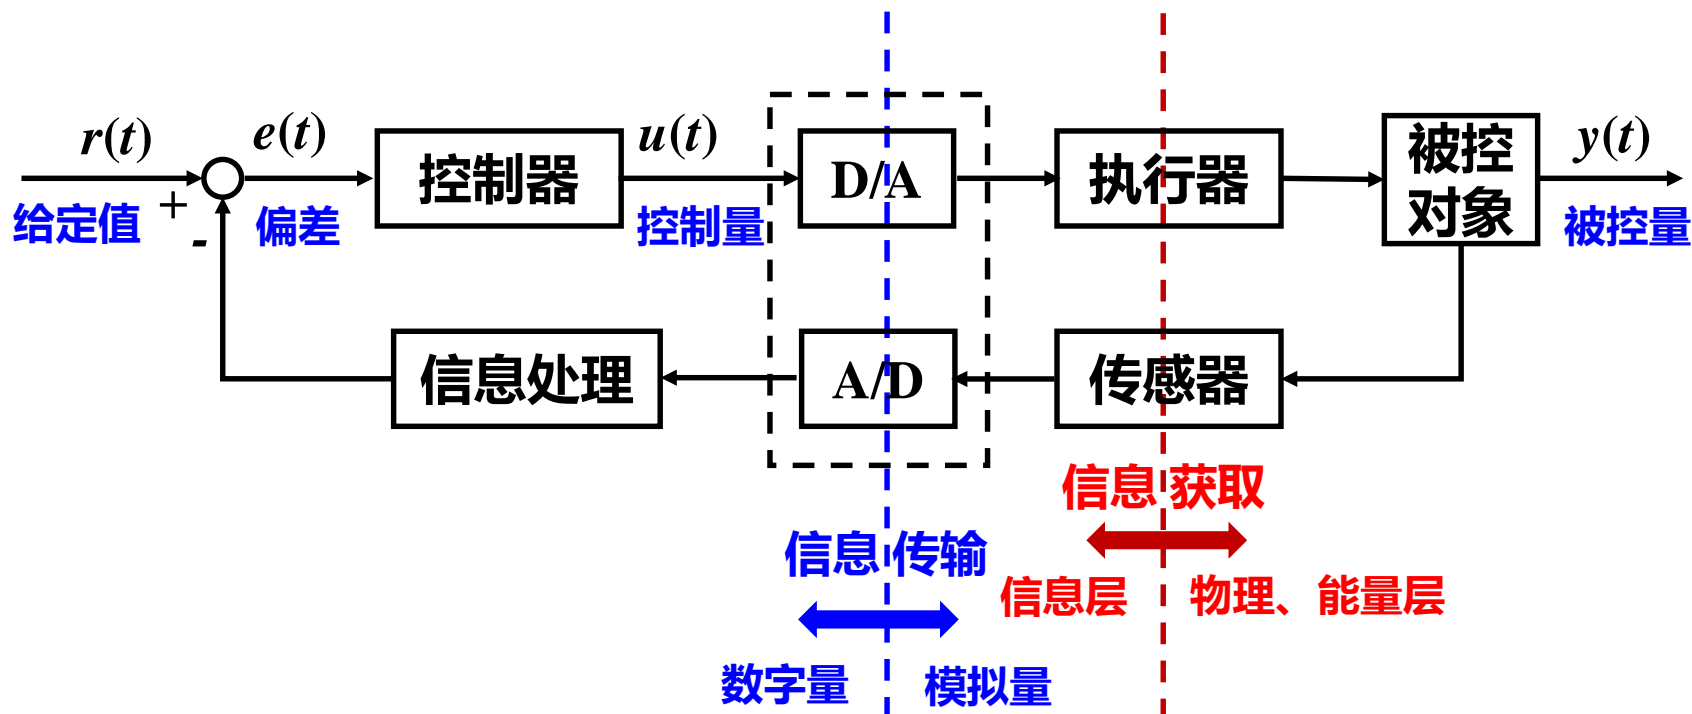 r(t)
e(t)
控制器
u(t)
D/A
执行器
被控
对象
y(t)
给定值
+
-
偏差
控制量
被控量
信息处理
A/D
传感器
信息获取
信息传输
信息层
物理、能量层
数字量
模拟量